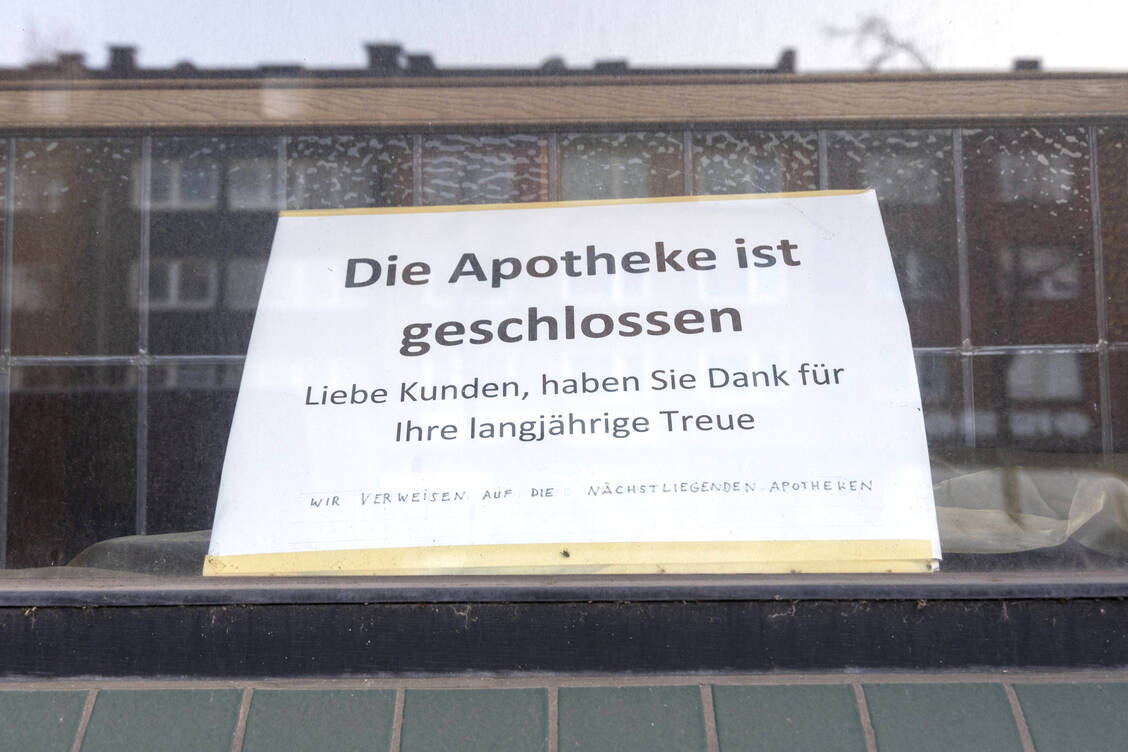 Die Apotheke ist
geschlossen
Liebe Kunden, haben Sie Dank für
Ihre langjährige Treue
WIR VERWEISEN AUF DIE NÄCHSTLIEGENDEN APOTHEKEN